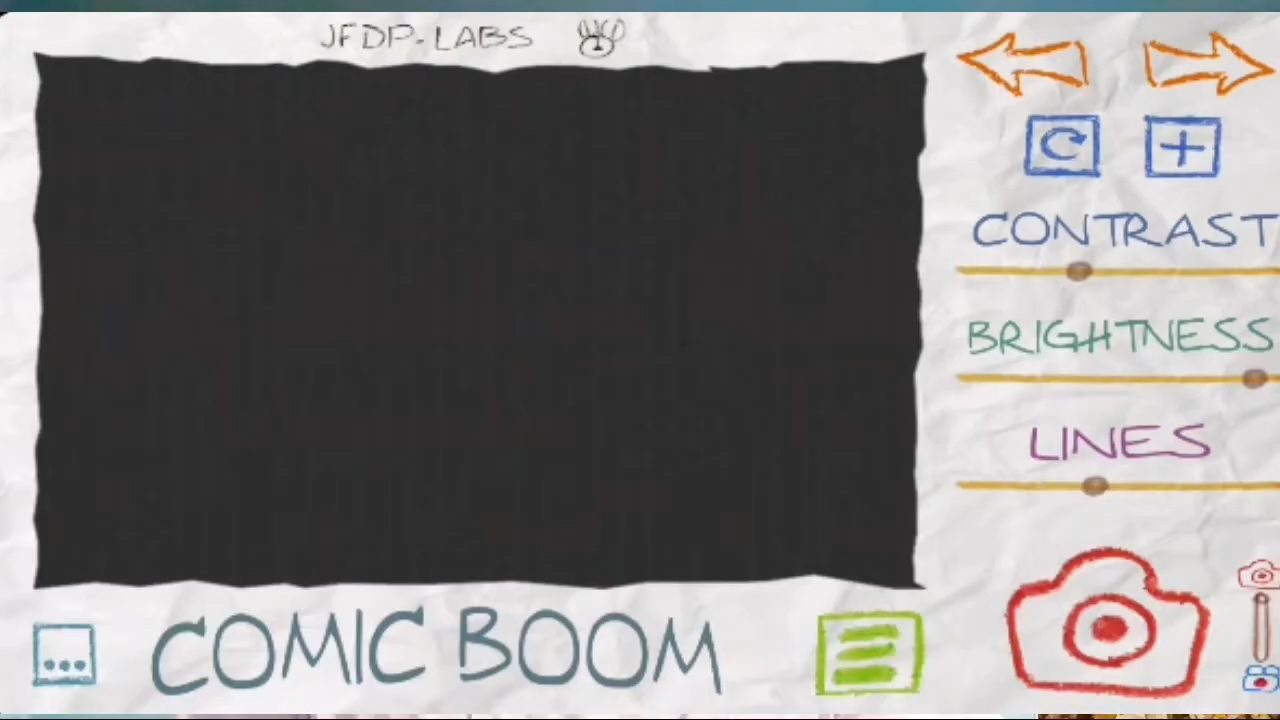 JFDP-LABS
CONTRAST
BRIGHTNESS
LINES
COMIC BOOM